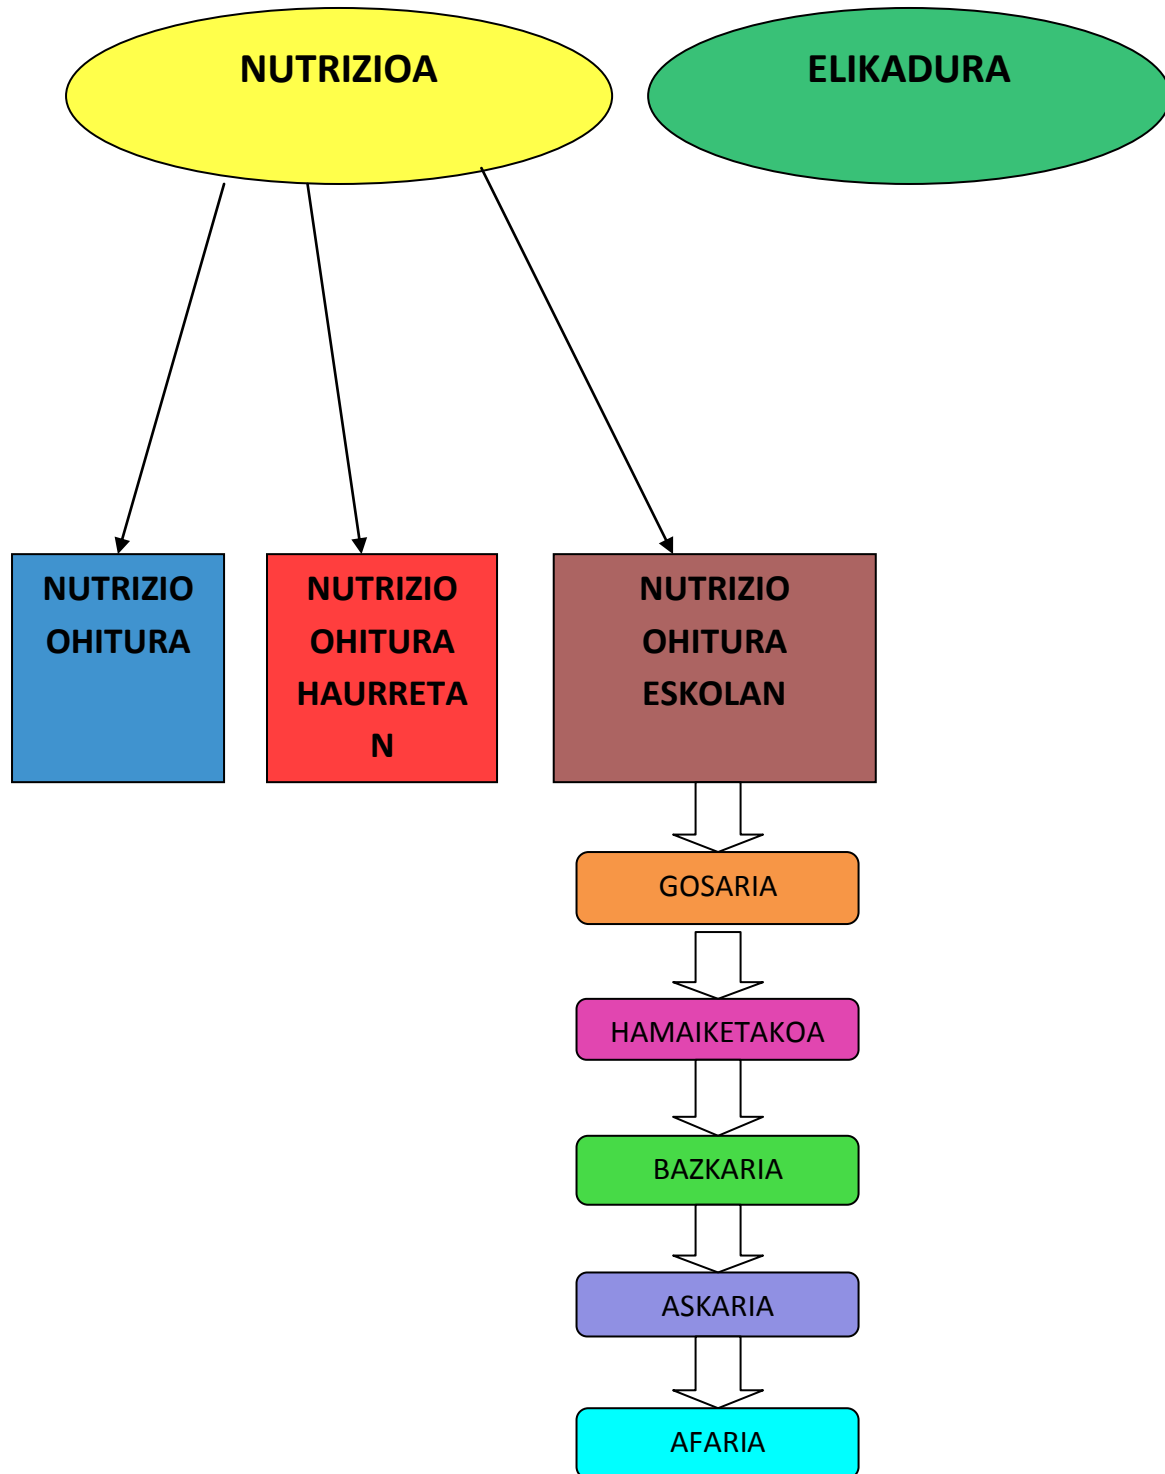 NUTRIZIOA
ELIKADURA
NUTRIZIO
OHITURA
NUTRIZIO
OHITURA
HAURRETA
N
NUTRIZIO
OHITURA
ESKOLAN
GOSARIA
HAMAIKETAKOA
BAZKARIA
ASKARIA
AFARIA